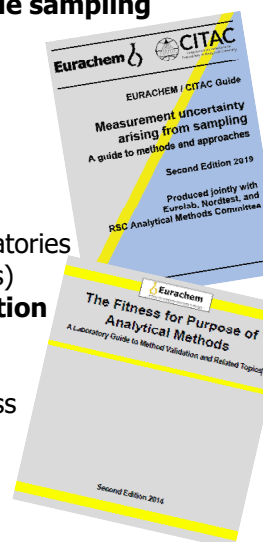 le sampling
Eurachem CITAC
EURACHEM / CITAC Guide
Measurement uncertainty
arising from sampling
A guide to methods and approaches
Second Edition 2019
Produced jointly with
Eurolab, Nordtest, and
RSC Analytical Methods Committee
atories
s)
tion
ss
Eurachem
The Fitness for Purpose of
Analytical Methods
A Laboratory Guide to Method Validation and Related Topics
Second Edition 2014